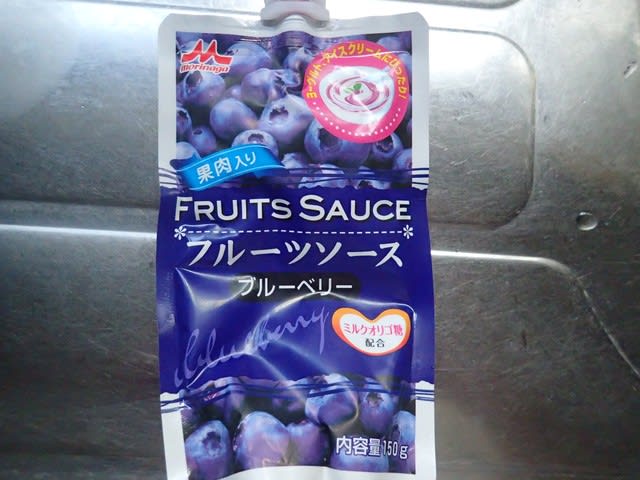 morinaga
ヨーグルト・アイスクリームにぴったり!
果肉入り
FRUITS SAUCE
フルーツソース
ブルーベリー
blueberry
ミルクオリゴ糖
配合
内容量150g